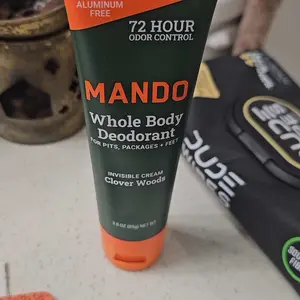 ALUMINUM
FREE
72 HOUR
ODOR CONTROL
MANDO
Whole Body
Deodorant
FOR PITS, PACKAGES + FEET
INVISIBLE CREAM
Clover Woods
DUDE